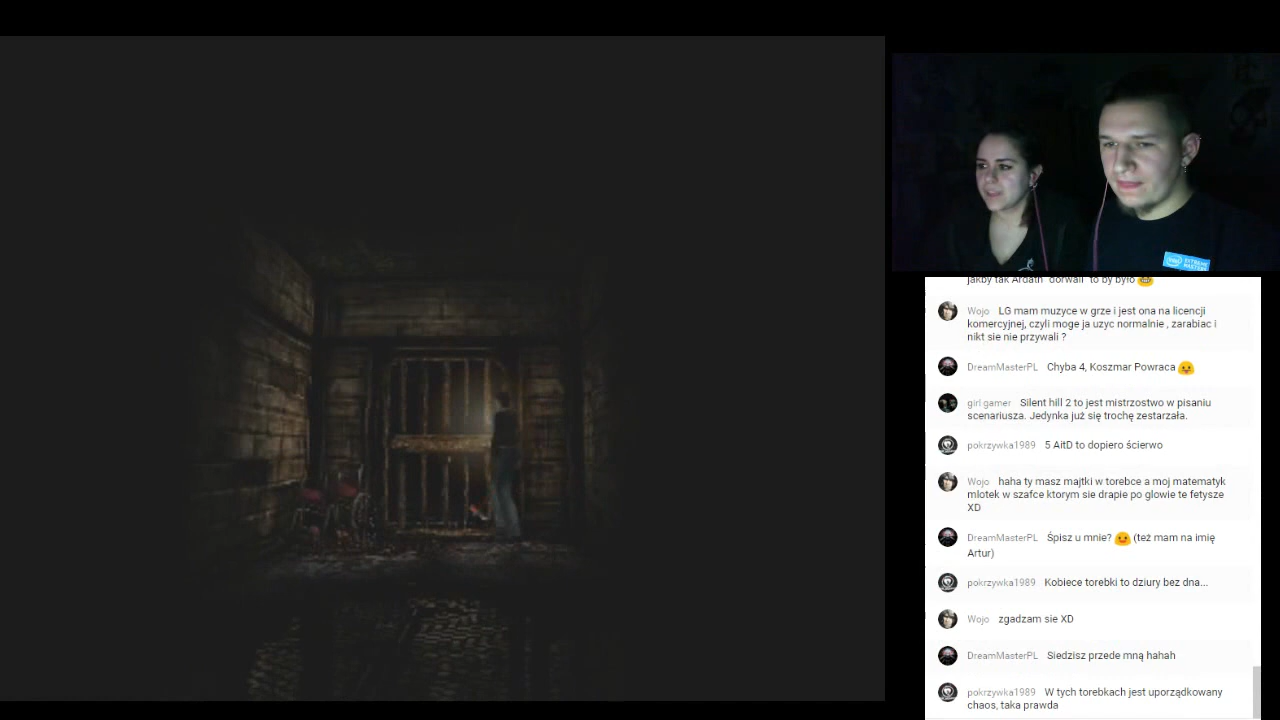 jakby tak Ardath "dorwali" to by było
Wojo LG mam muzyce w grze i jest ona na licencji
komercyjnej, czyli moge ja uzyc normalnie , zarabiac i
nikt sie nie przywali ?
DreamMasterPL Chyba 4, Koszmar Powraca
girl gamer Silent hill 2 to jest mistrzostwo w pisaniu
scenariusza. Jedynka już się trochę zestarzała.
pokrzywka1989 5 AitD to dopiero ścierwo
Wojo haha ty masz majtki w torebce a moj matematyk
mlotek w szafce ktorym sie drapie po glowie te fetysze
XD
DreamMasterPL Śpisz u mnie? (też mam na imię
Artur)
pokrzywka1989 Kobiece torebki to dziury bez dna...
Wojo zgadzam sie XD
DreamMasterPL Siedzisz przede mną hahah
pokrzywka1989 W tych torebkach jest uporządkowany
chaos, taka prawda
intel EXTREME
MASTERS